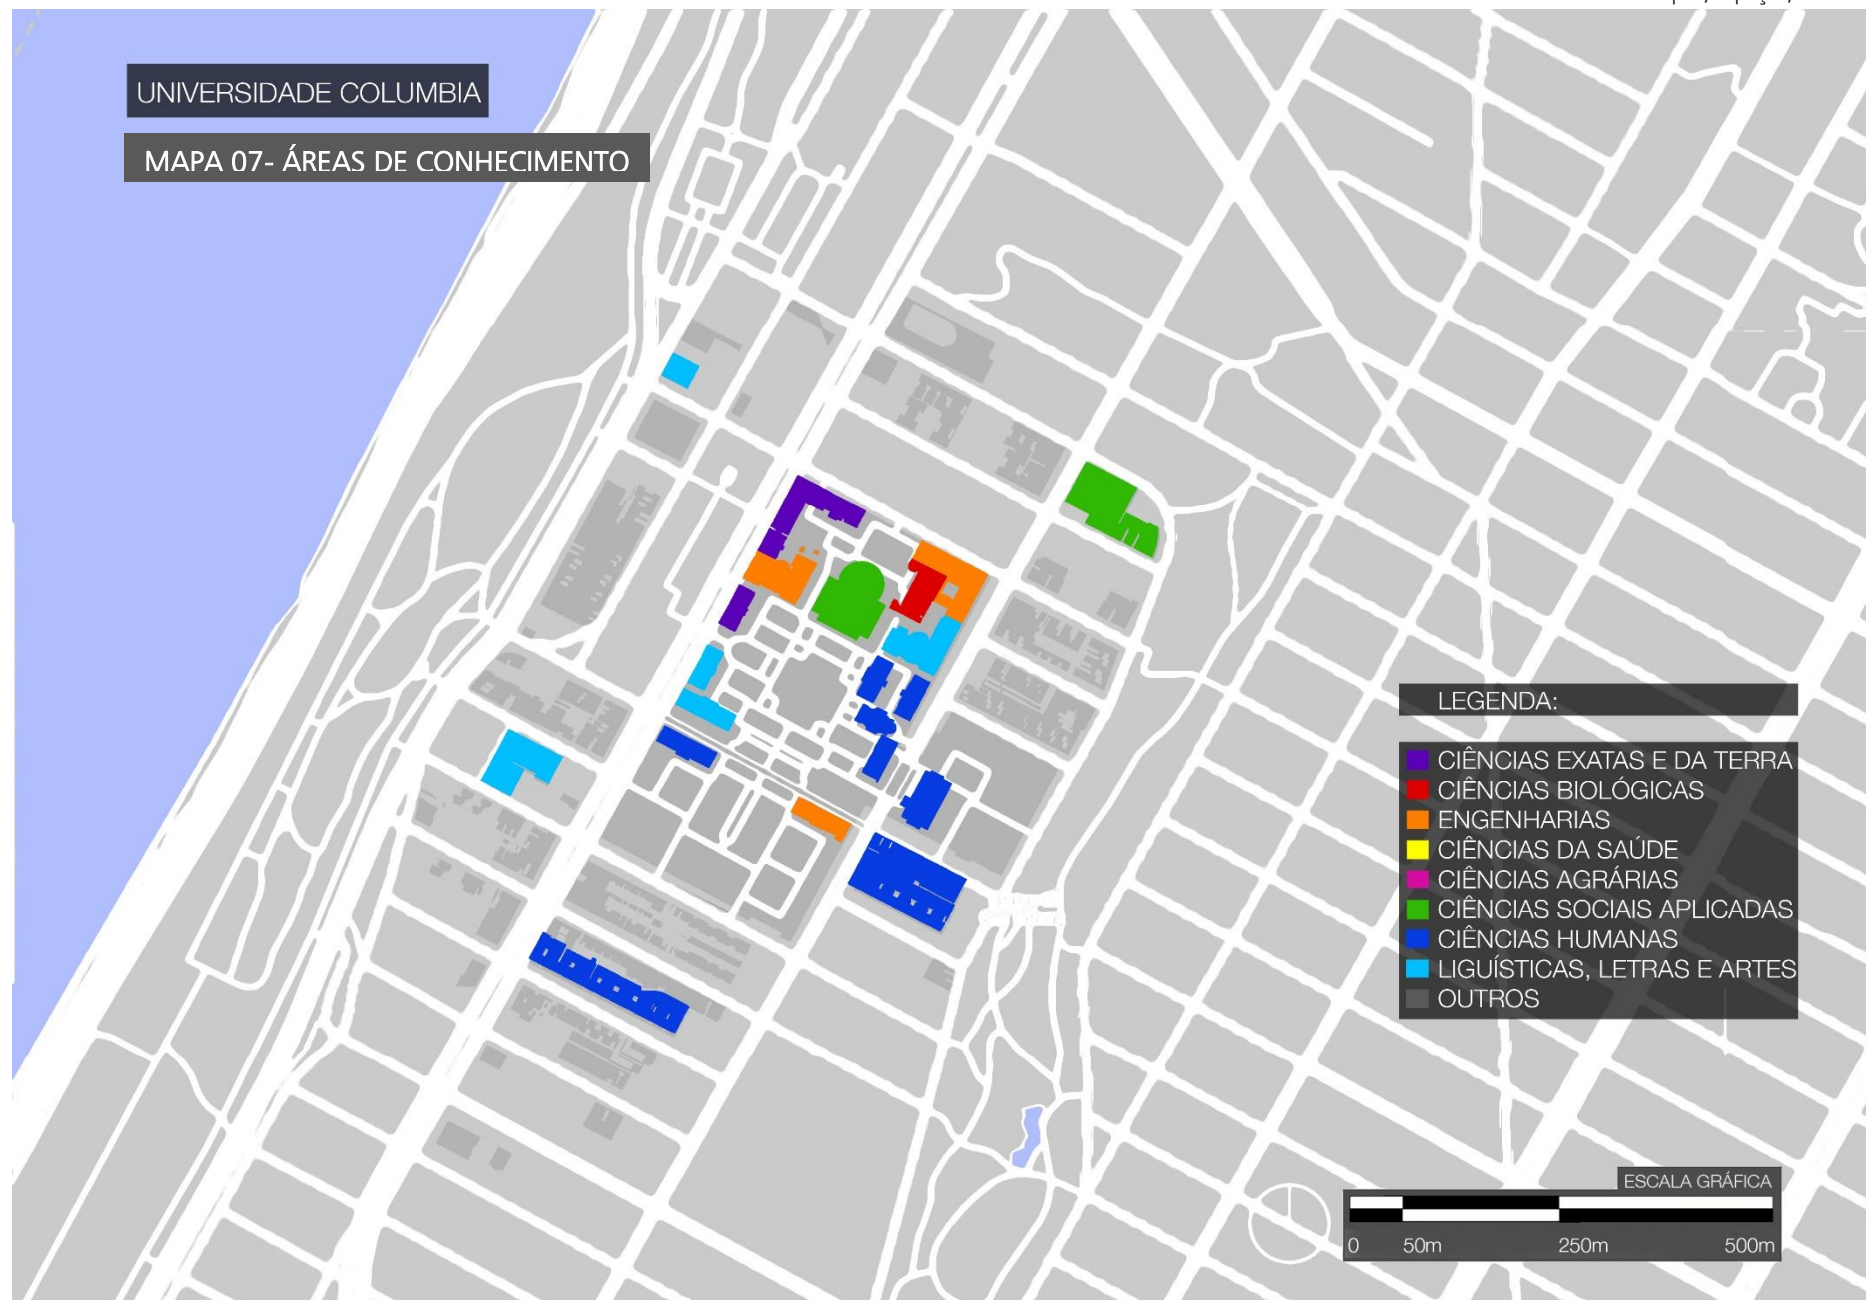 UNIVERSIDADE COLUMBIA
MAPA 07- ÁREAS DE CONHECIMENTO
LEGENDA:
CIÊNCIAS EXATAS E DA TERRA
CIÊNCIAS BIOLÓGICAS
ENGENHARIAS
CIÊNCIAS DA SAÚDE
CIÊNCIAS AGRÁRIAS
CIÊNCIAS SOCIAIS APLICADAS
CIÊNCIAS HUMANAS
LIGUÍSTICAS, LETRAS E ARTES
OUTROS
ESCALA GRÁFICA
0 50m 250m 500m